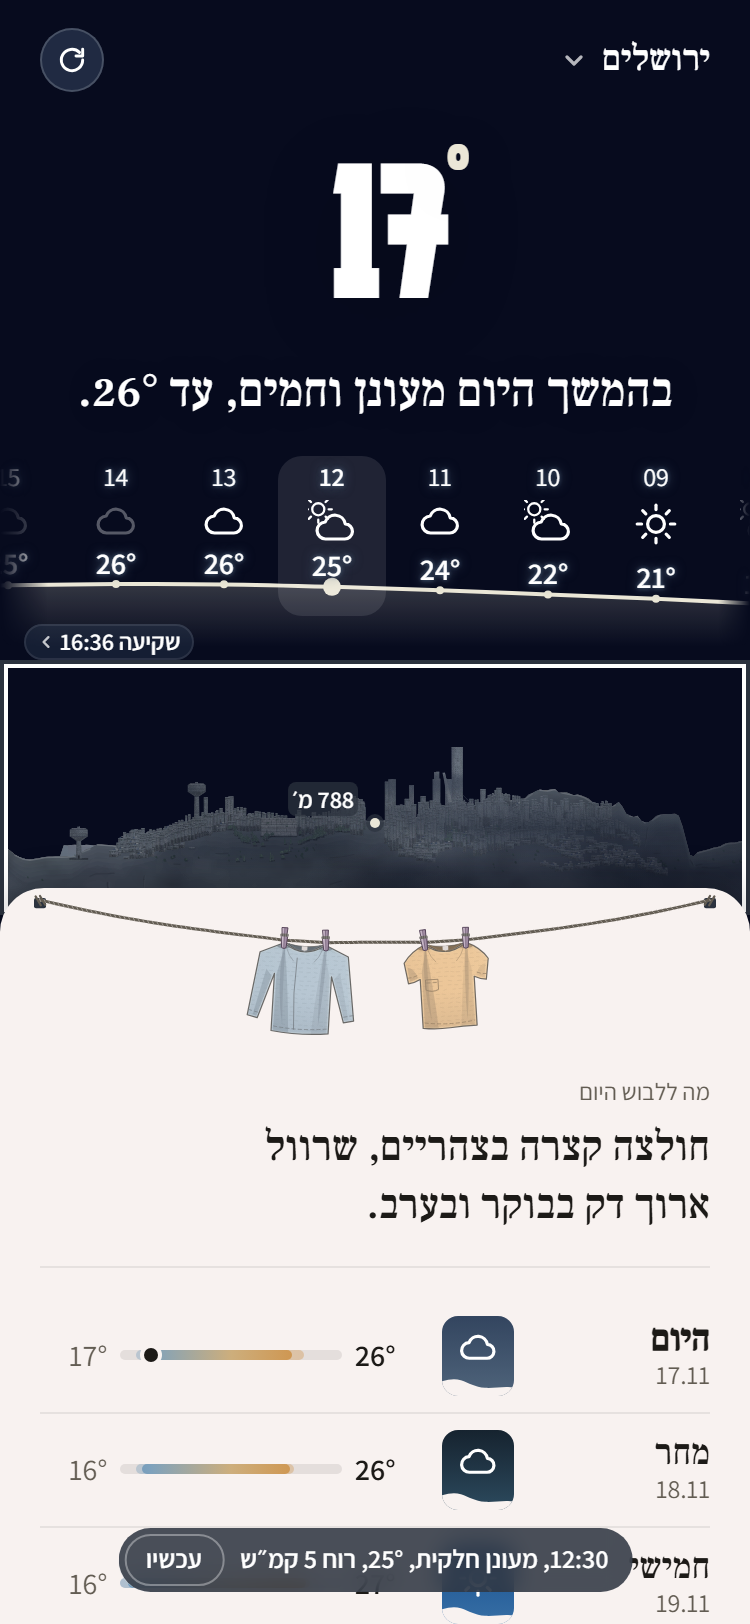 ירושלים
17°
בהמשך היום מעונן וחמים, עד 26°.
09 10 11 12 13 14
21° 22° 24° 25° 26° 26°
שקיעה 16:36
788 מ׳
מה ללבוש היום
חולצה קצרה בצהריים, שרוול
ארוך דק בבוקר ובערב.
היום 26° 17°
17.11
מחר 26° 16°
18.11
חמישי 16°
19.11
12:30, מעונן חלקית, 25°, רוח 5 קמ״ש עכשיו